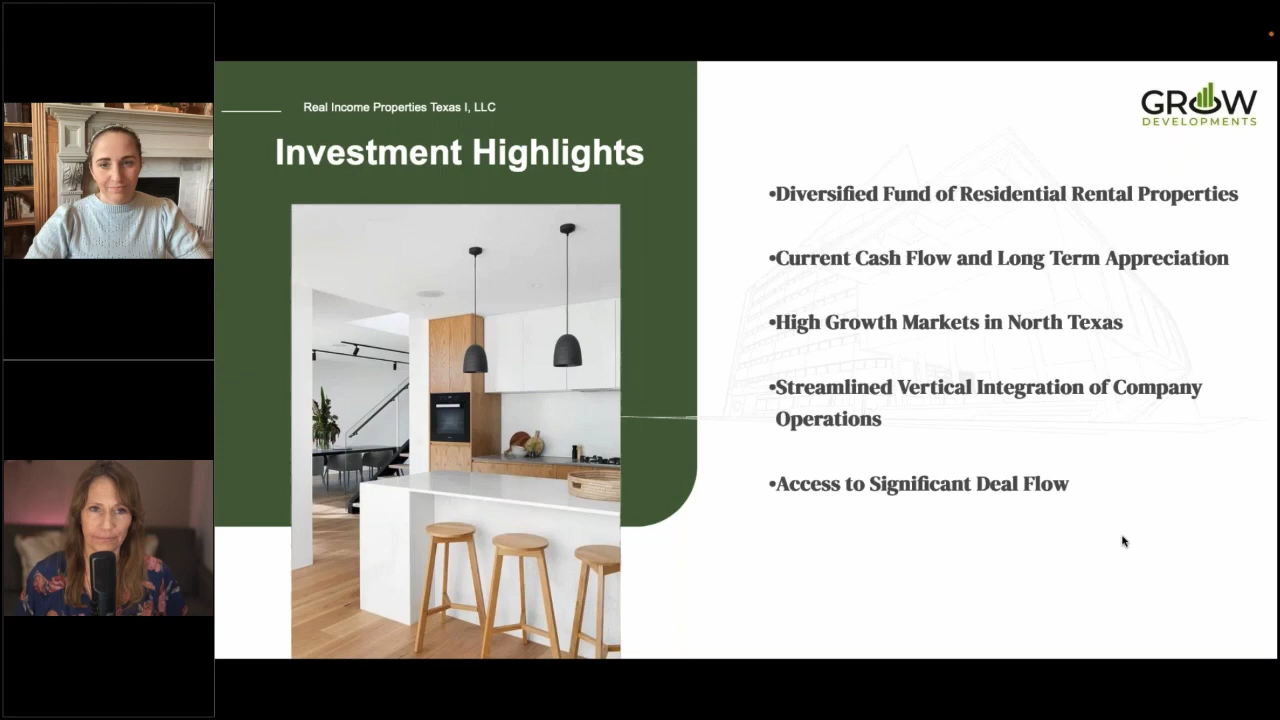 Real Income Properties Texas I, LLC
Investment Highlights
GROW
DEVELOPMENTS
•Diversified Fund of Residential Rental Properties
•Current Cash Flow and Long Term Appreciation
•High Growth Markets in North Texas
•Streamlined Vertical Integration of Company
Operations
•Access to Significant Deal Flow